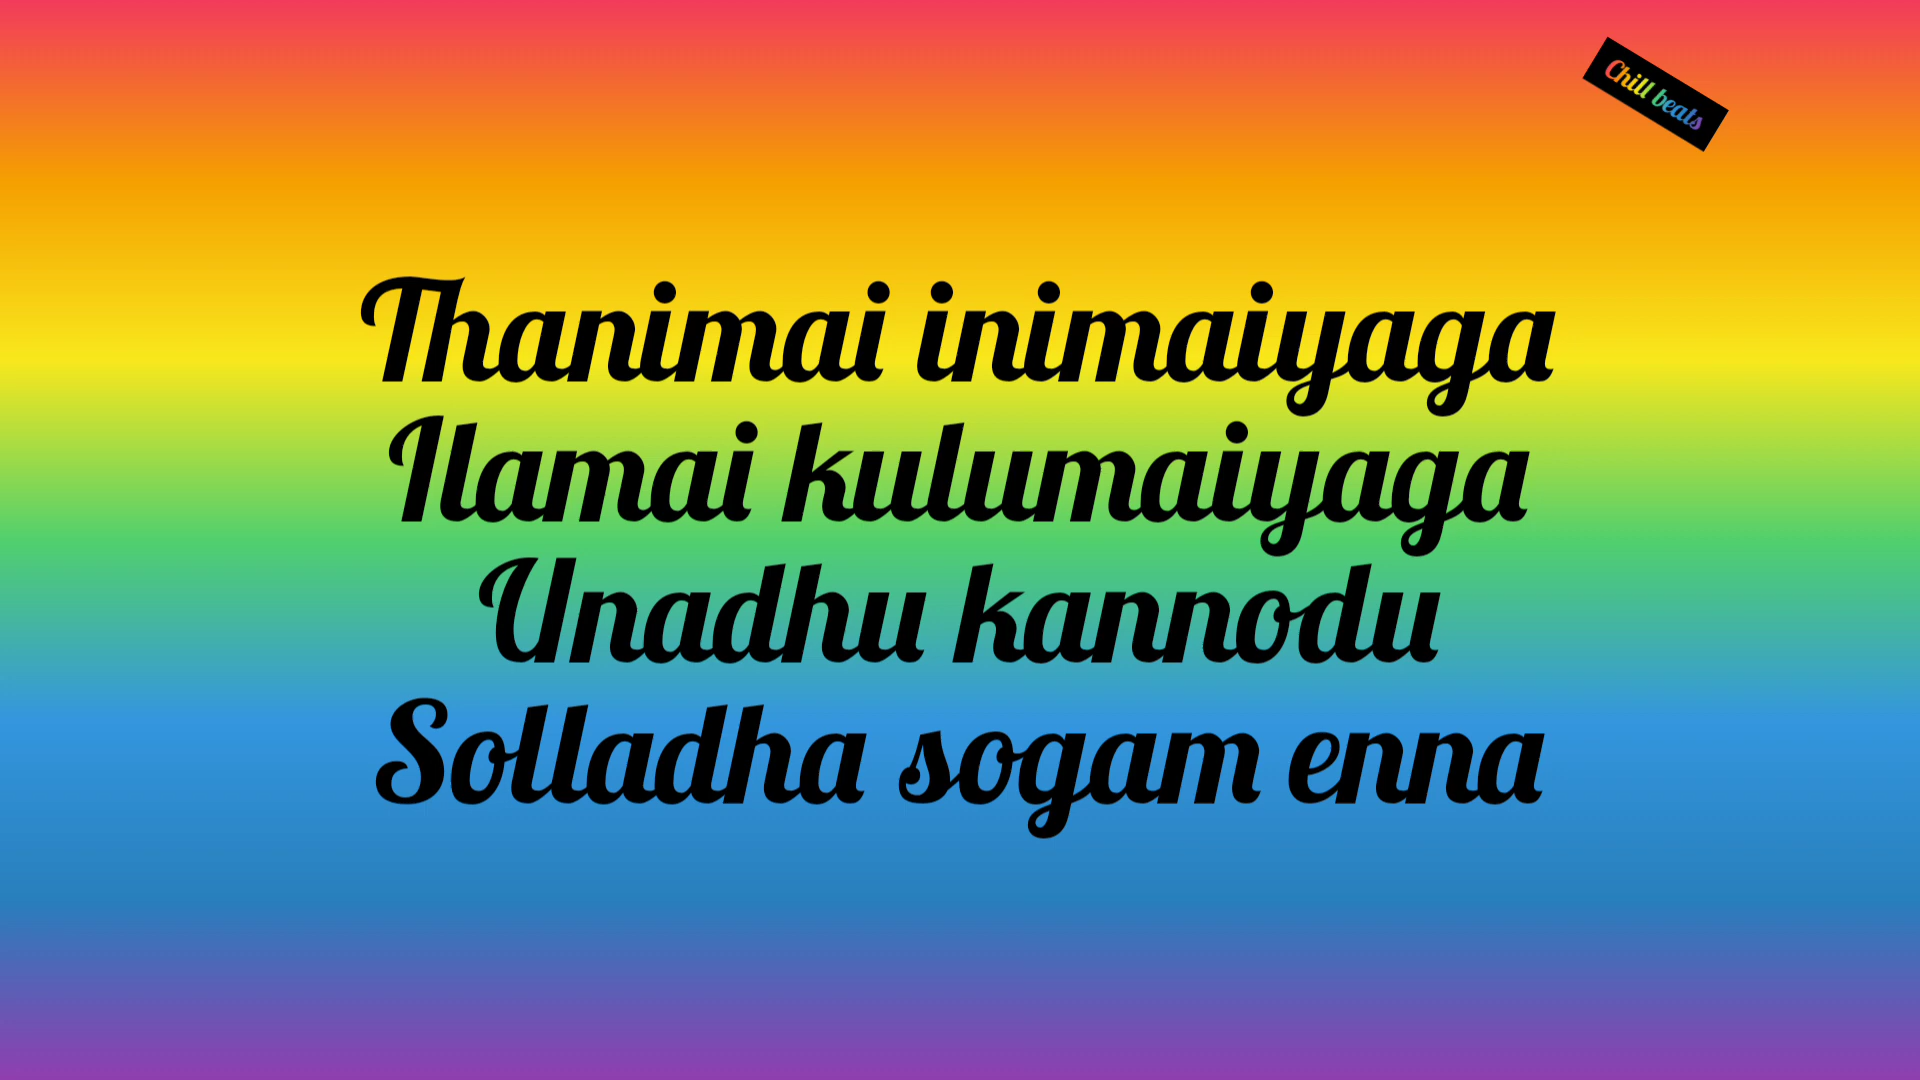 Chill beats
Thanimai inimaiyaga
Ilamai kulumaiyaga
Unadhu kannodu
Solladha sogam enna